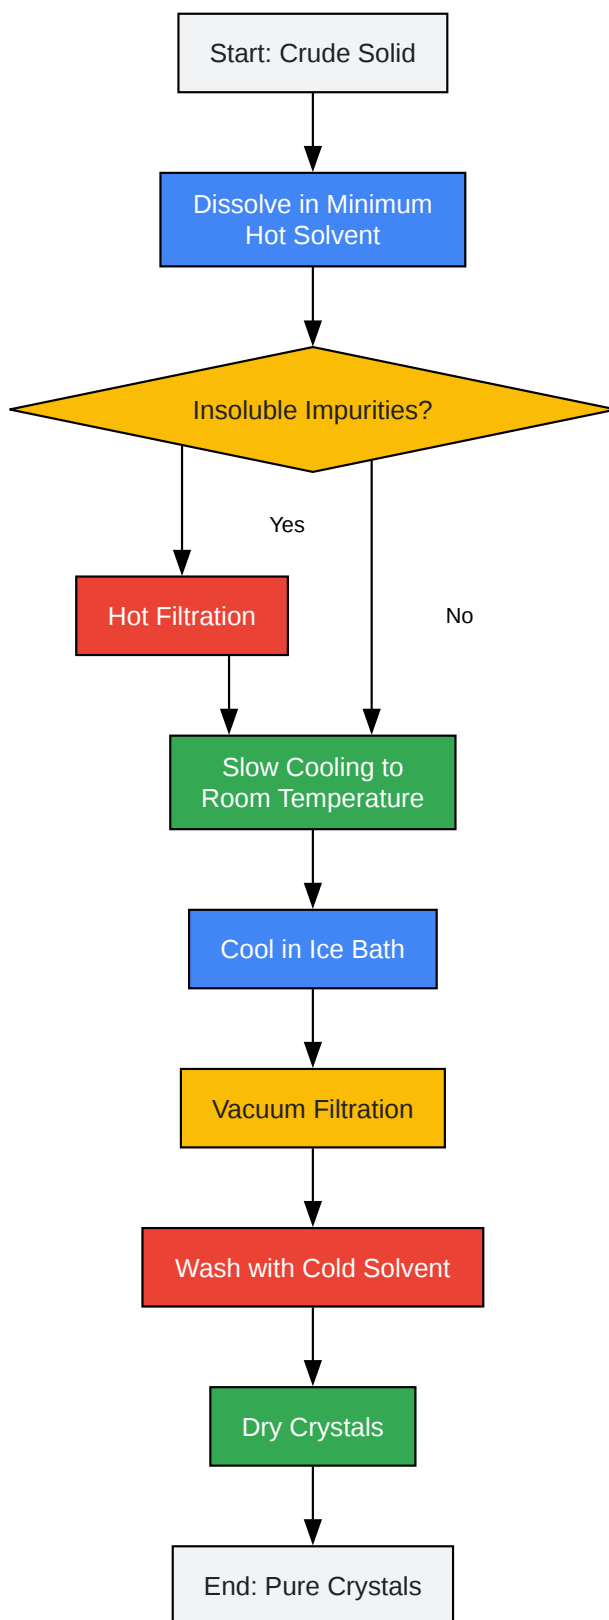 Start: Crude Solid
Dissolve in Minimum
Hot Solvent
Insoluble Impurities?
Yes
Hot Filtration
No
Slow Cooling to
Room Temperature
Cool in Ice Bath
Vacuum Filtration
Wash with Cold Solvent
Dry Crystals
End: Pure Crystals